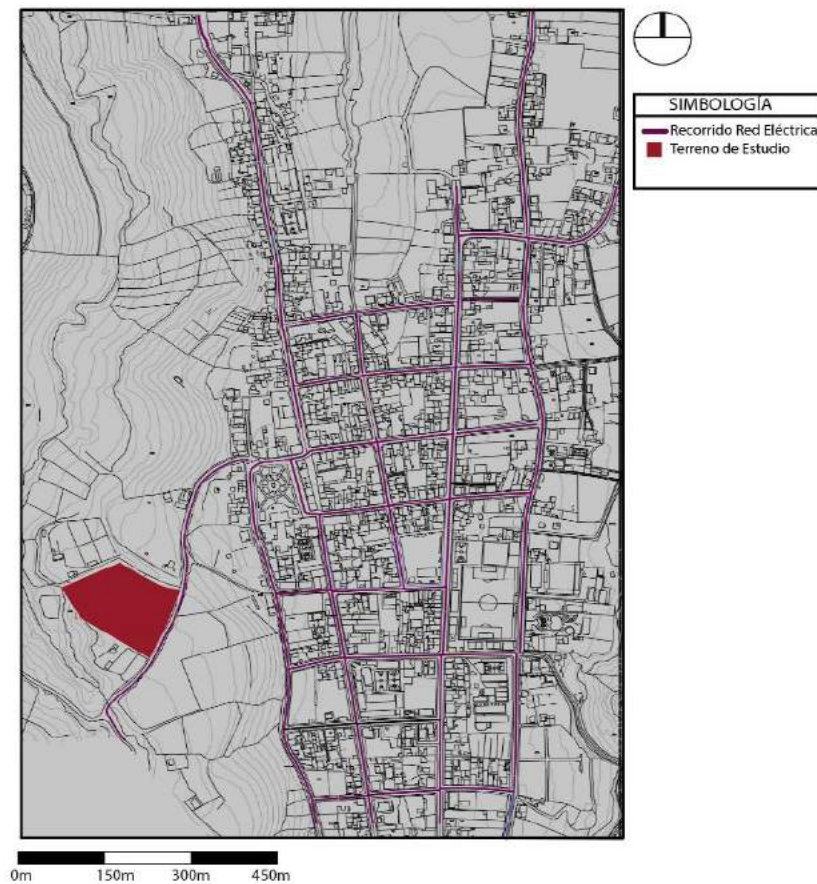 SIMBOLOGÍA
Recorrido Red Eléctrica
Terreno de Estudio
0m 150m 300m 450m